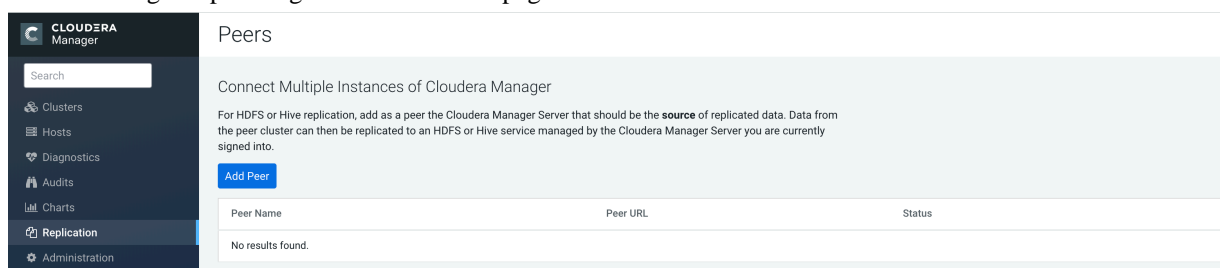 CLOUDERA
Manager
Search
Clusters
Hosts
Diagnostics
Audits
Charts
Replication
Administration
Peers
Connect Multiple Instances of Cloudera Manager
For HDFS or Hive replication, add as a peer the Cloudera Manager Server that should be the source of replicated data. Data from
the peer cluster can then be replicated to an HDFS or Hive service managed by the Cloudera Manager Server you are currently
signed into.
Add Peer
Peer Name Peer URL Status
No results found.